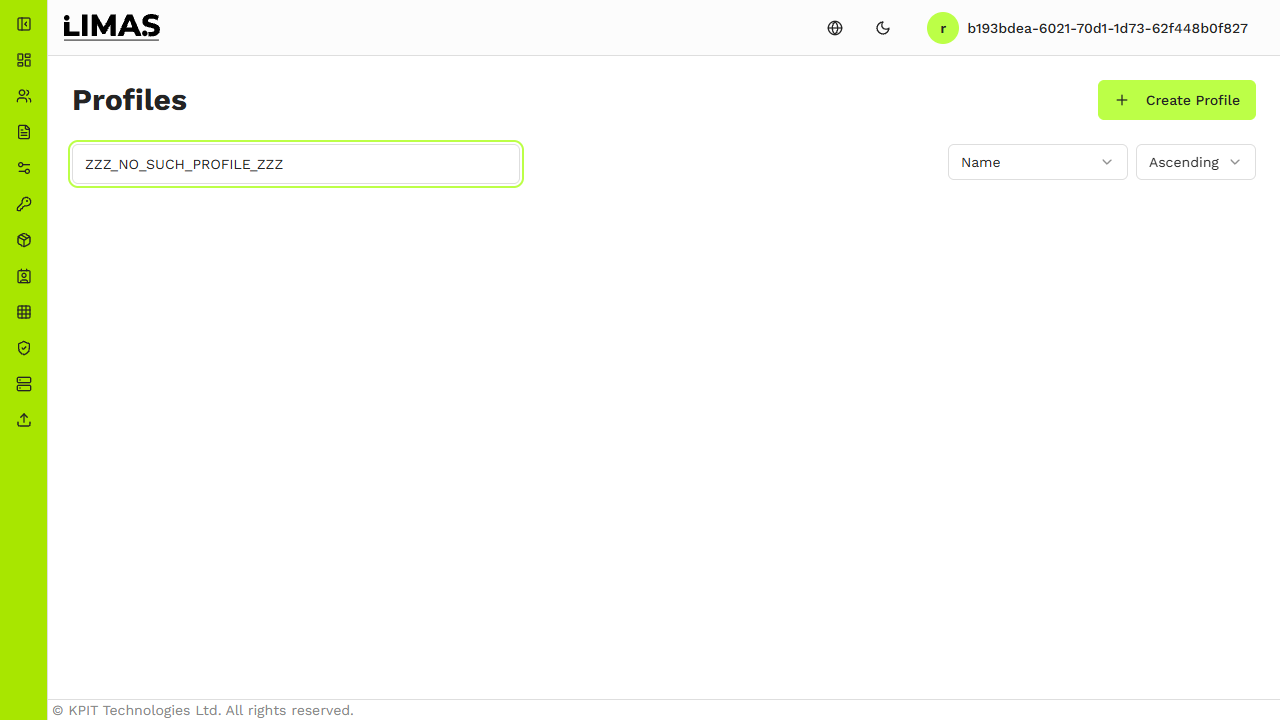 LIMAS
r
b193bdea-6021-70d1-1d73-62f448b0f827
Profiles
Create Profile
ZZZ_NO_SUCH_PROFILE_ZZZ
Name
Ascending
© KPIT Technologies Ltd. All rights reserved.